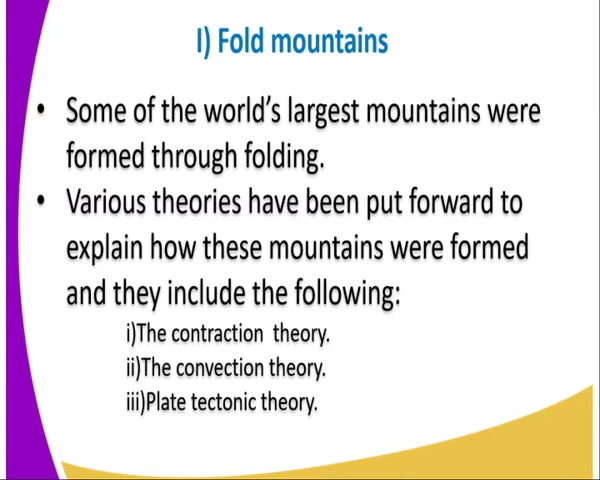 I) Fold mountains
• Some of the world's largest mountains were
formed through folding.
• Various theories have been put forward to
explain how these mountains were formed
and they include the following:
i)The contraction  theory.
ii)The convection theory.
iii)Plate tectonic theory.